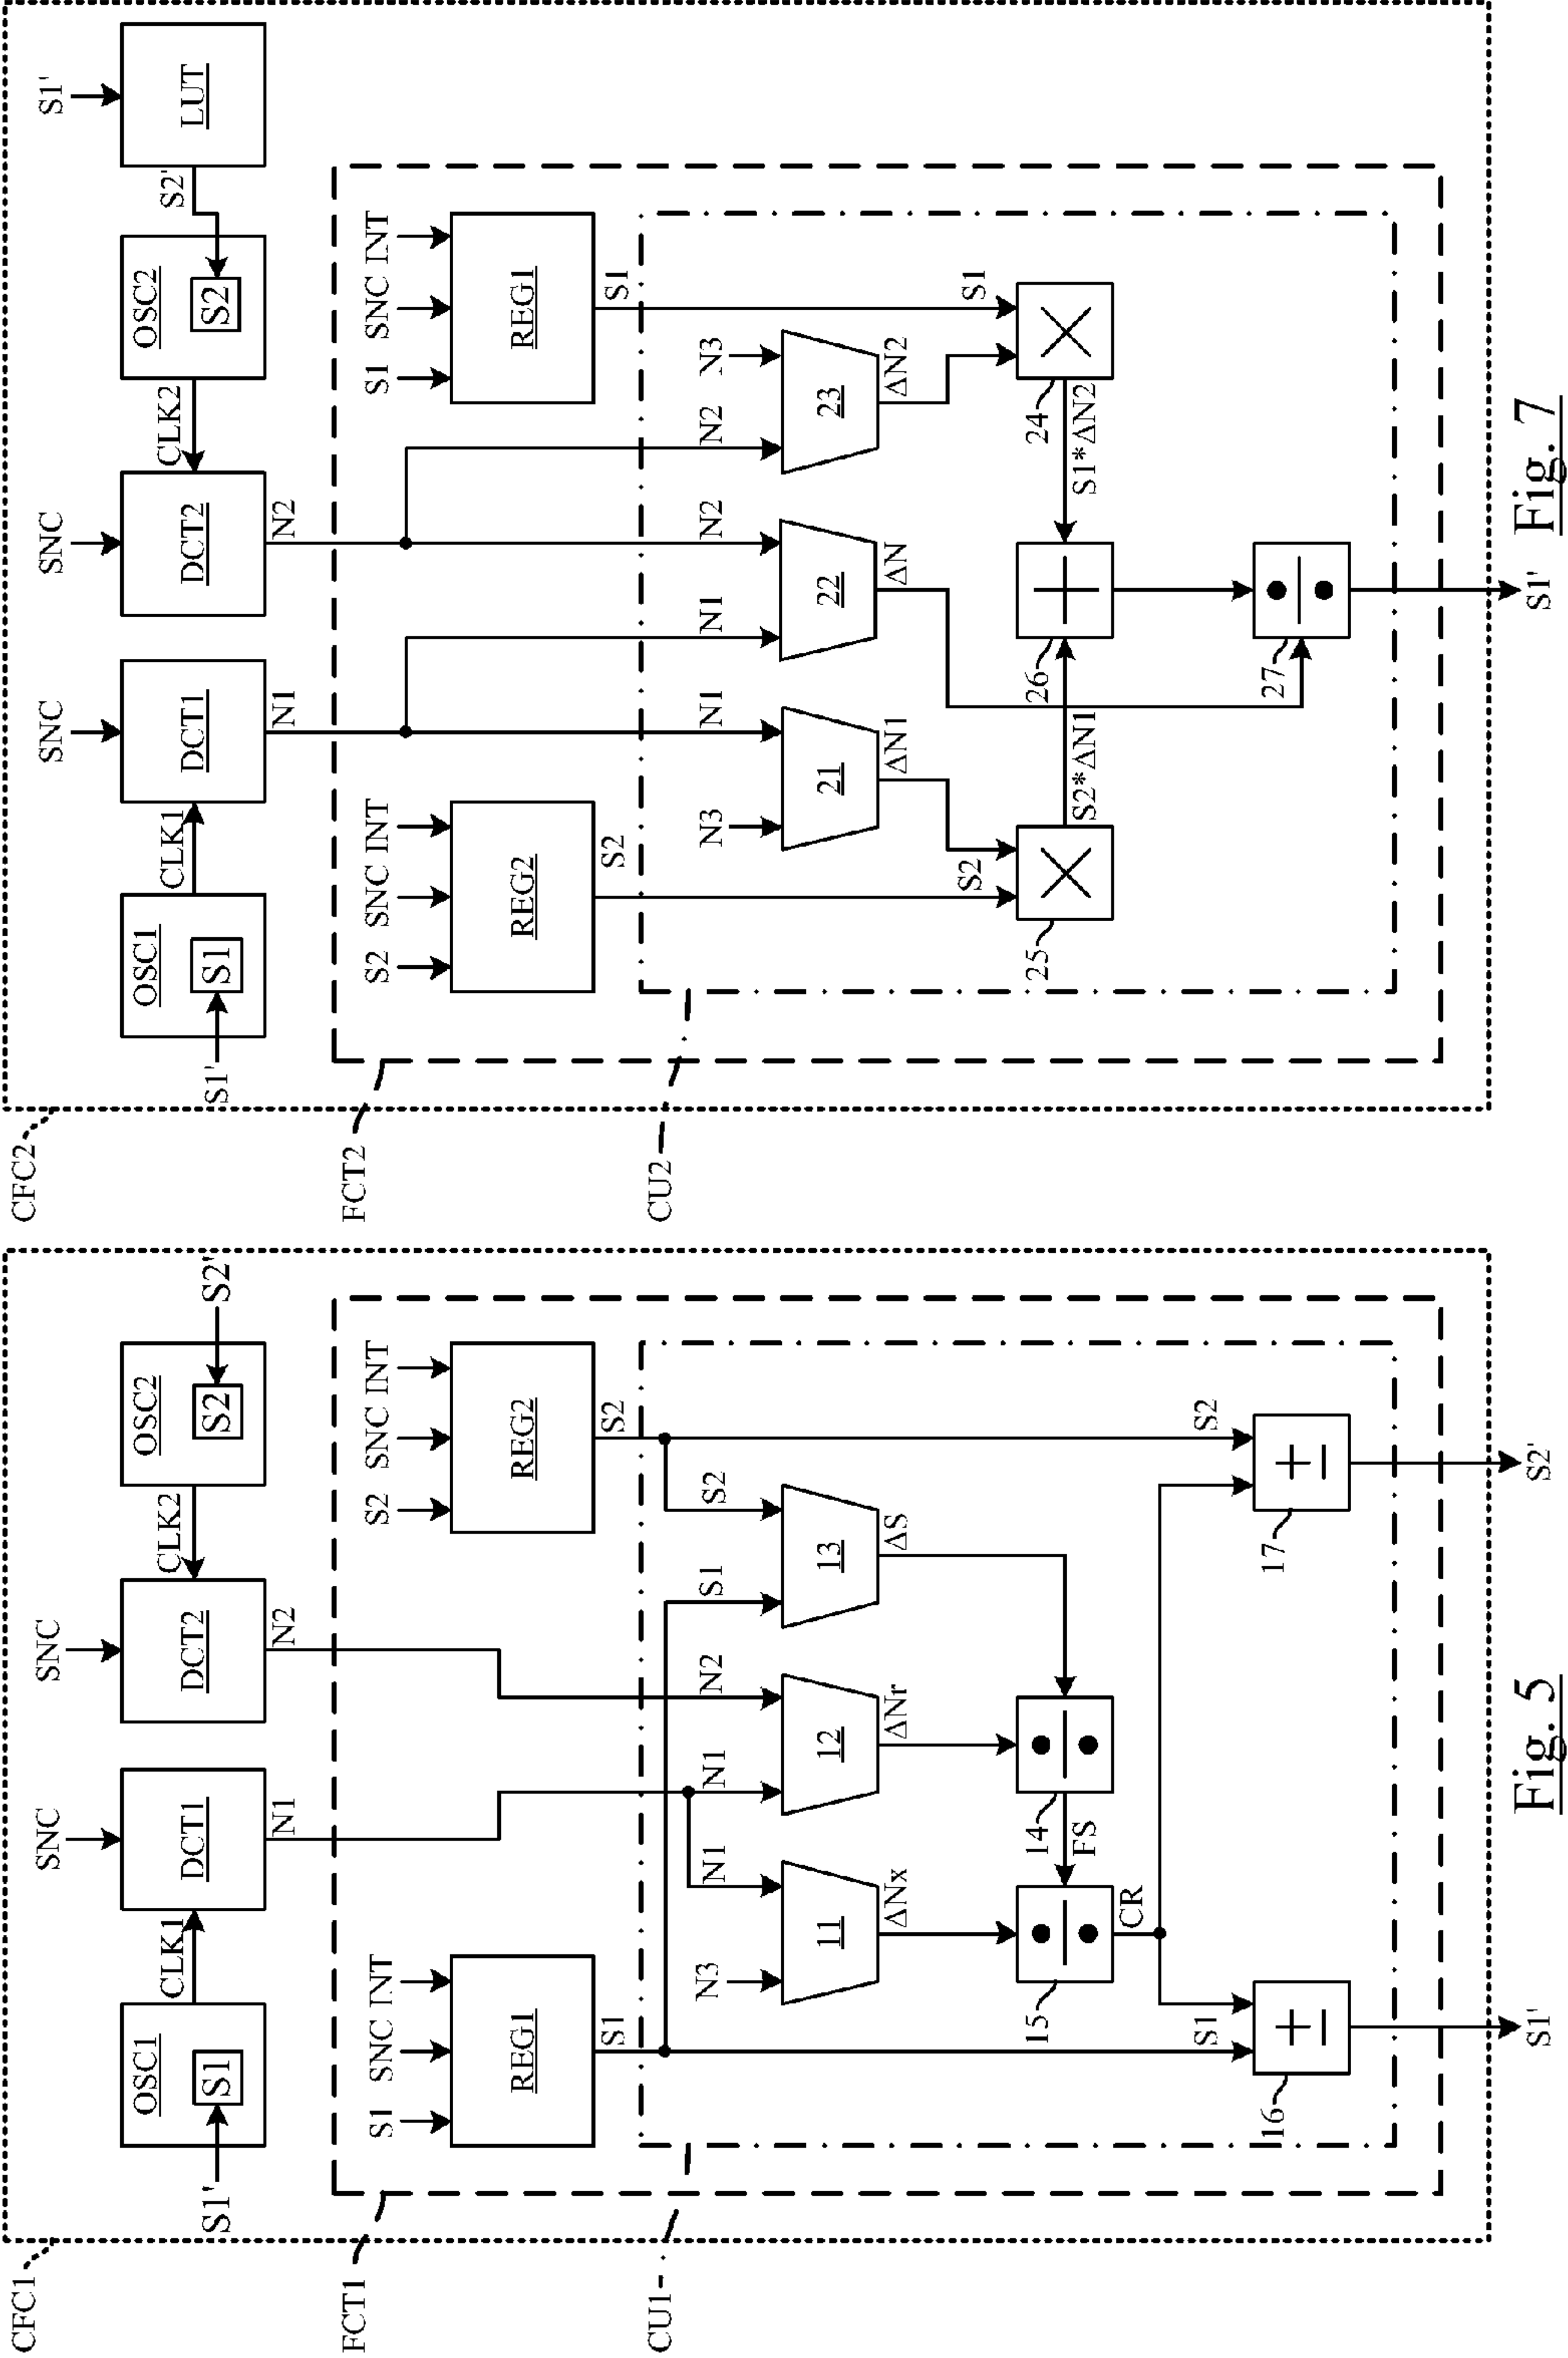 CFC1
FCT1
CU1
SNC
SNC
S1'
OSC1
S1
CLK1
DCT1
N1
DCT2
N2
CLK2
OSC2
S2
S2'
S1
SNC
INT
REG1
S1
S2
SNC
INT
REG2
S2
N3
N1
N1
N2
S1
S2
11
12
13
ΔNx
ΔNr
ΔS
15
14
FS
CR
S1
S2
16
17
S1'
S2'
Fig. 5
CFC2
FCT2
CU2
SNC
SNC
S1'
S1'
OSC1
S1
CLK1
DCT1
N1
DCT2
N2
CLK2
OSC2
S2
S2'
LUT
S2
SNC
INT
REG2
S2
S1
SNC
INT
REG1
S1
N3
N1
N1
N2
N2
N3
21
22
23
ΔN1
ΔN
ΔN2
S2
S1
25
S2*ΔN1
26
S1*ΔN2
24
27
S1'
Fig. 7